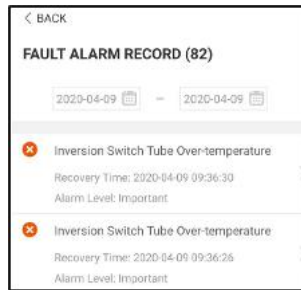 < BACK
FAULT ALARM RECORD (82)
2020-04-09 – 2020-04-09
Inversion Switch Tube Over-temperature
Recovery Time: 2020-04-09 09:36:30
Alarm Level: Important
Inversion Switch Tube Over-temperature
Recovery Time: 2020-04-09 09:36:26
Alarm Level: Important